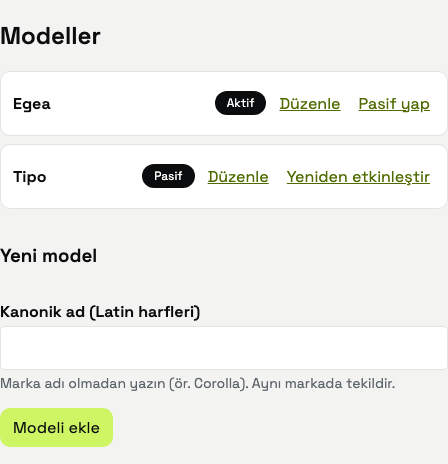 Modeller
Egea Aktif Düzenle Pasif yap
Tipo Pasif Düzenle Yeniden etkinleştir
Yeni model
Kanonik ad (Latin harfleri)
Marka adı olmadan yazın (ör. Corolla). Aynı markada tekildir.
Modeli ekle